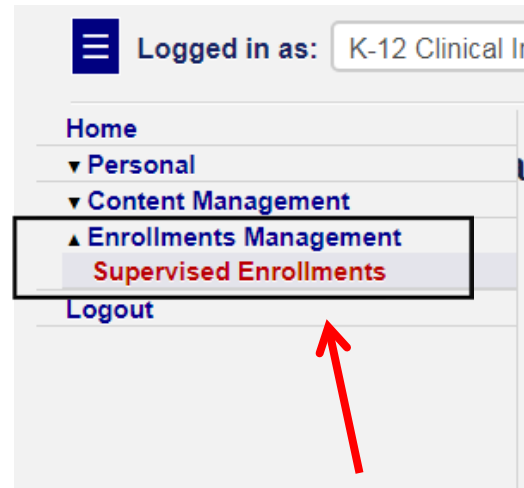 Logged in as: K-12 Clinical
Home
▾ Personal
▾ Content Management
▴ Enrollments Management
Supervised Enrollments
Logout